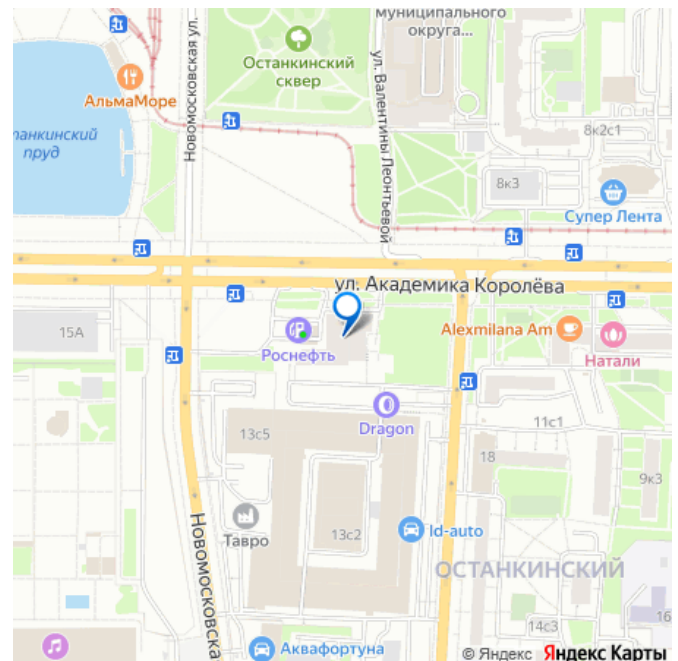 муниципального
округа...
Останкинский
сквер
АльмаМоре
Новомосковская ул.
ул. Валентины Леонтьевой
танкинский
пруд
8к2с1
8к3
Супер Лента
ул. Академика Королёва
15А
Роснефть
Alexmilana Am
Натали
Dragon
11с1
13с5
18
9к3
Тавро
13с2
Id-auto
Новомосковска
ОСТАНКИНСКИЙ
16
14с3
Аквафортуна
© Яндекс Яндекс Карты